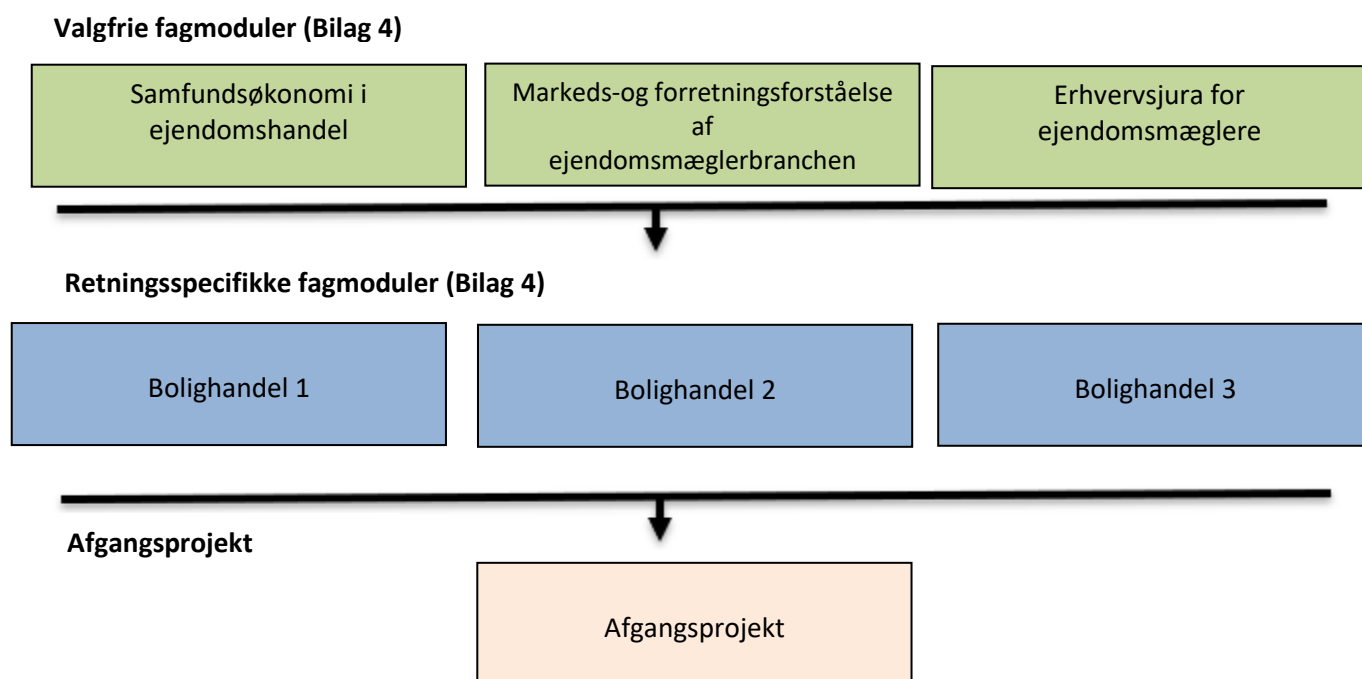 Valgfrie fagmoduler (Bilag 4)
Samfundsøkonomi i
ejendomshandel
Markeds-og forretningsforståelse
af
ejendomsmæglerbranchen
Erhvervsjura for
ejendomsmæglere
Retningsspecifikke fagmoduler (Bilag 4)
Bolighandel 1
Bolighandel 2
Bolighandel 3
Afgangsprojekt
Afgangsprojekt